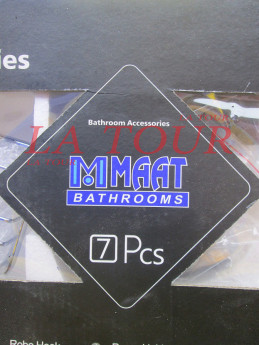 ies
Bathroom Accessories
LA TOUR
MAAT
BATHROOMS
7 Pcs
Robe Hook